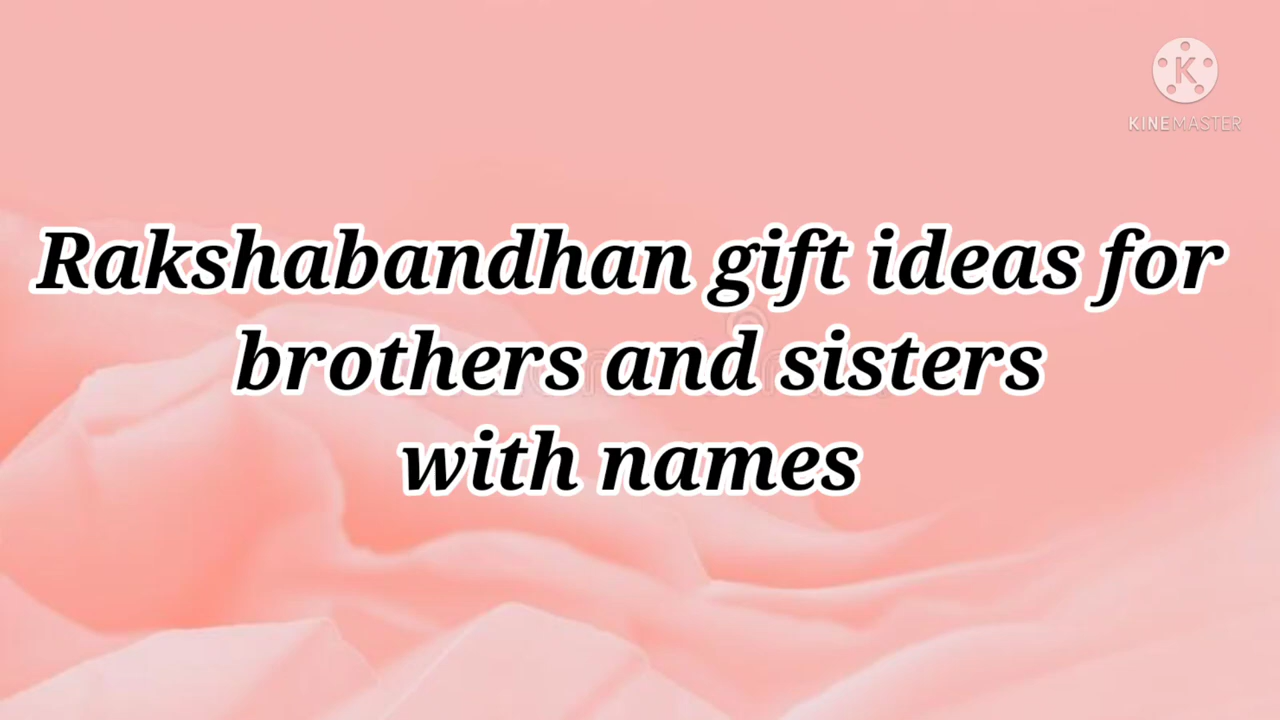 KINEMASTER
Rakshabandhan gift ideas for
brothers and sisters
with names